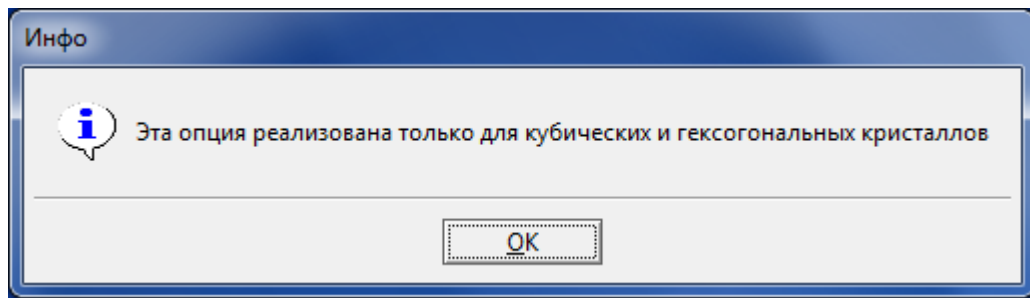 Инфо
Эта опция реализована только для кубических и гексогональных кристаллов
OK